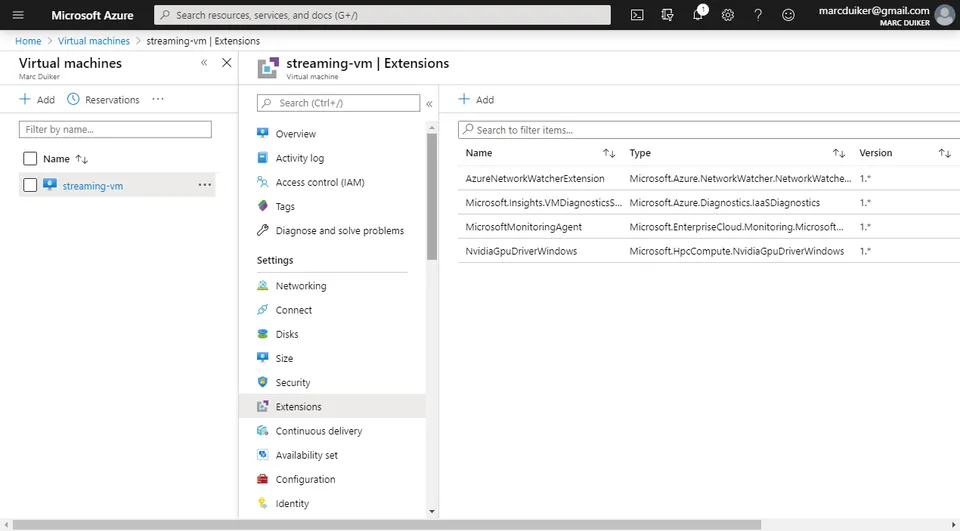 Microsoft Azure
Search resources, services, and docs (G+/)
1
marcduiker@gmail.com
MARC DUIKER
Home > Virtual machines > streaming-vm | Extensions
Virtual machines
Marc Duiker
Add Reservations ...
Filter by name...
Name
streaming-vm ...
streaming-vm | Extensions
Virtual machine
Search (Ctrl+/)
Overview
Activity log
Access control (IAM)
Tags
Diagnose and solve problems
Settings
Networking
Connect
Disks
Size
Security
Extensions
Continuous delivery
Availability set
Configuration
Identity
Add
Search to filter items...
Name Type Version
AzureNetworkWatcherExtension Microsoft.Azure.NetworkWatcher.NetworkWatche... 1.*
Microsoft.Insights.VMDiagnosticsS... Microsoft.Azure.Diagnostics.IaaSDiagnostics 1.*
MicrosoftMonitoringAgent Microsoft.EnterpriseCloud.Monitoring.Microsoft... 1.*
NvidiaGpuDriverWindows Microsoft.HpcCompute.NvidiaGpuDriverWindows 1.*